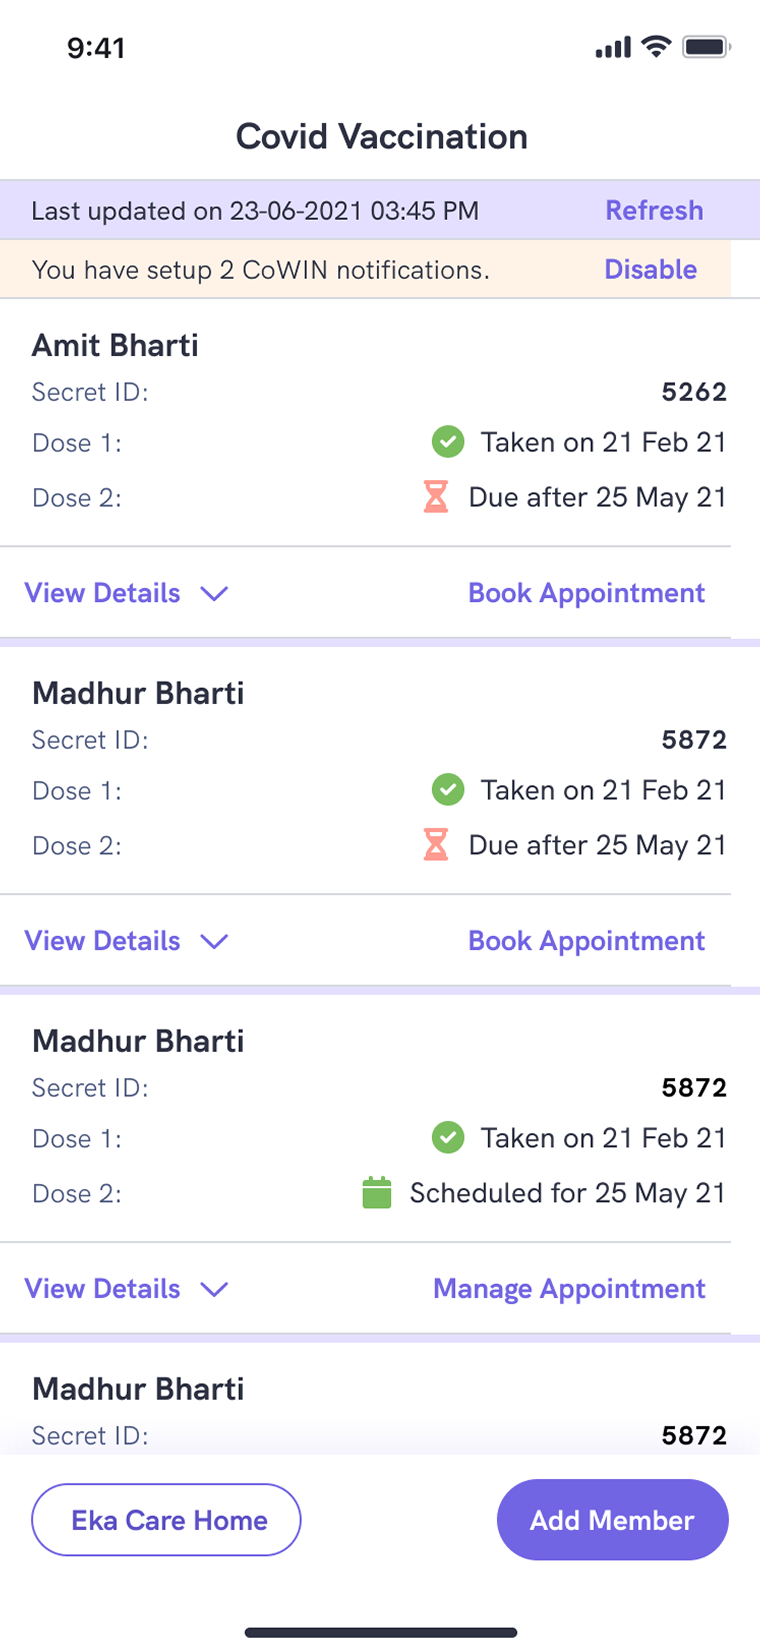 9:41
Covid Vaccination
Last updated on 23-06-2021 03:45 PM Refresh
You have setup 2 CoWIN notifications. Disable
Amit Bharti
Secret ID: 5262
Dose 1: Taken on 21 Feb 21
Dose 2: Due after 25 May 21
View Details Book Appointment
Madhur Bharti
Secret ID: 5872
Dose 1: Taken on 21 Feb 21
Dose 2: Due after 25 May 21
View Details Book Appointment
Madhur Bharti
Secret ID: 5872
Dose 1: Taken on 21 Feb 21
Dose 2: Scheduled for 25 May 21
View Details Manage Appointment
Madhur Bharti
Secret ID: 5872
Eka Care Home Add Member